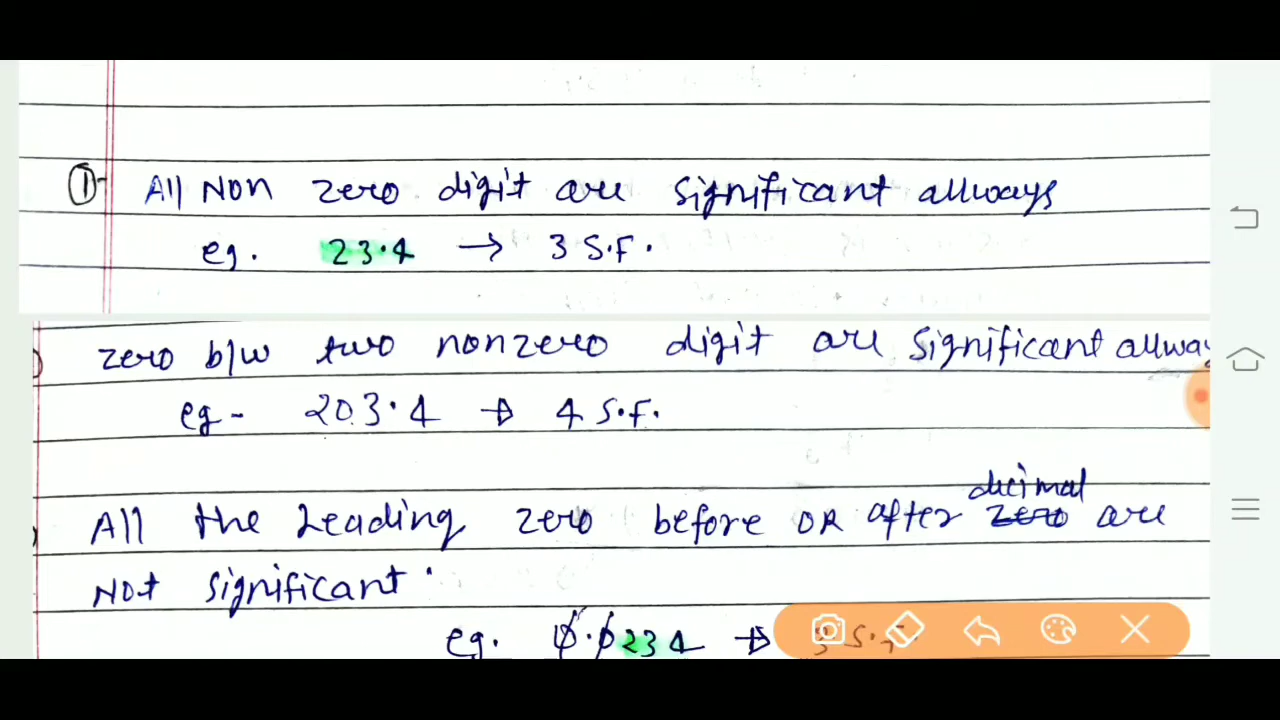 ① All Non zero digit are significant allways
eg. 23.4 → 3 S.F.
zero b/w two nonzero digit are significant allway
eg - 203.4 → 4 S.F.
decimal
All the Leading zero before OR after zero are
Not significant.
eg. 0.0234 → 3 S.F